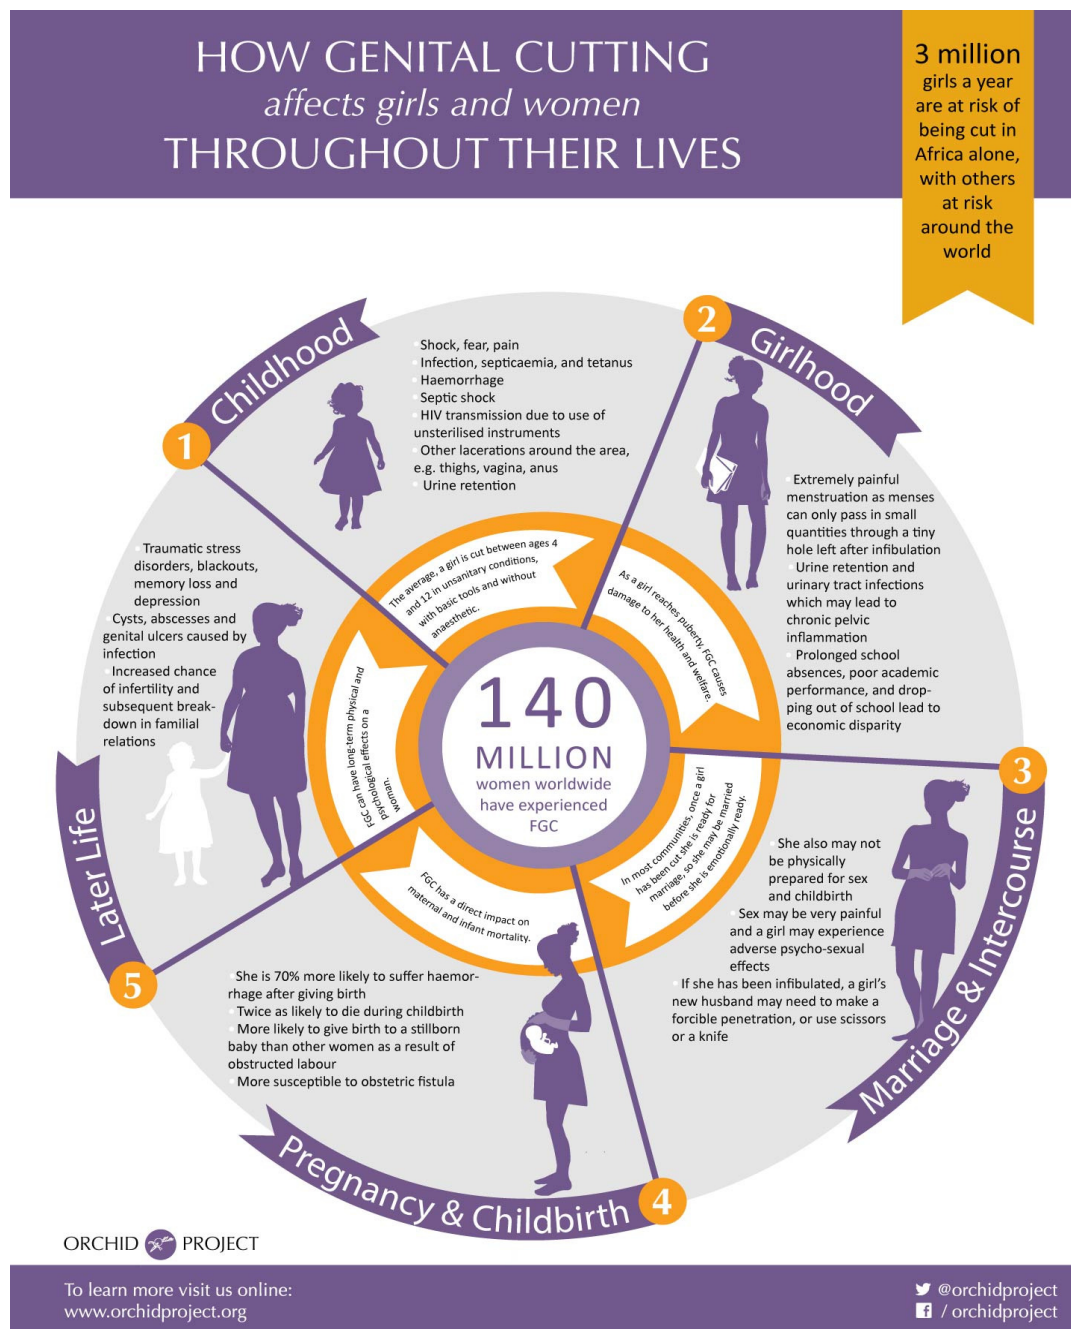 HOW GENITAL CUTTING
affects girls and women
THROUGHOUT THEIR LIVES
3 million
girls a year
are at risk of
being cut in
Africa alone,
with others
at risk
around the
world
1
Childhood
Shock, fear, pain
Infection, septicaemia, and tetanus
Haemorrhage
Septic shock
HIV transmission due to use of
unsterilised instruments
Other lacerations around the area,
e.g. thighs, vagina, anus
Urine retention
The average, a girl is cut between ages 4
and 12 in unsanitary conditions,
with basic tools and without
anaesthetic.
2
Girlhood
Extremely painful
menstruation as menses
can only pass in small
quantities through a tiny
hole left after infibulation
Urine retention and
urinary tract infections
which may lead to
chronic pelvic
inflammation
Prolonged school
absences, poor academic
performance, and drop-
ping out of school lead to
economic disparity
As a girl reaches puberty, FGC causes
damage to her health and welfare.
3
Marriage & Intercourse
She also may not
be physically
prepared for sex
and childbirth
Sex may be very painful
and a girl may experience
adverse psycho-sexual
effects
If she has been infibulated, a girl's
new husband may need to make a
forcible penetration, or use scissors
or a knife
In most communities, once a girl
has been cut she is ready for
marriage, so she may be married
before she is emotionally ready.
4
Pregnancy & Childbirth
She is 70% more likely to suffer haemor-
rhage after giving birth
Twice as likely to die during childbirth
More likely to give birth to a stillborn
baby than other women as a result of
obstructed labour
More susceptible to obstetric fistula
FGC has a direct impact on
maternal and infant mortality.
5
Later Life
Traumatic stress
disorders, blackouts,
memory loss and
depression
Cysts, abscesses and
genital ulcers caused by
infection
Increased chance
of infertility and
subsequent break-
down in familial
relations
FGC can have long-term physical and
psychological effects on a
woman.
140
MILLION
women worldwide
have experienced
FGC
ORCHID PROJECT
To learn more visit us online:
www.orchidproject.org
@orchidproject
/ orchidproject